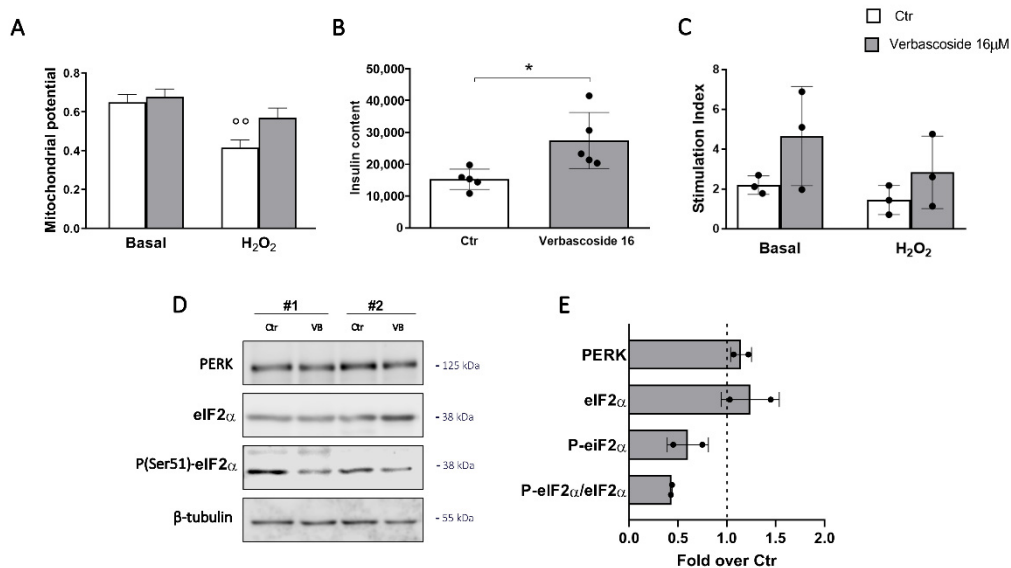 Ctr
Verbascoside 16µM
A
Mitochondrial potential
0.8
0.6
0.4
0.2
0.0
°°
Basal
H₂O₂
B
Insulin content
50,000
40,000
30,000
20,000
10,000
0
*
Ctr
Verbascoside 16
C
Stimulation Index
8
6
4
2
0
Basal
H₂O₂
D
#1
#2
Ctr
VB
Ctr
VB
PERK
- 125 kDa
eIF2α
- 38 kDa
P(Ser51)-eIF2α
- 38 kDa
β-tubulin
- 55 kDa
E
PERK
eIF2α
P-eiF2α
P-eIF2α/eIF2α
0.0
0.5
1.0
1.5
2.0
Fold over Ctr